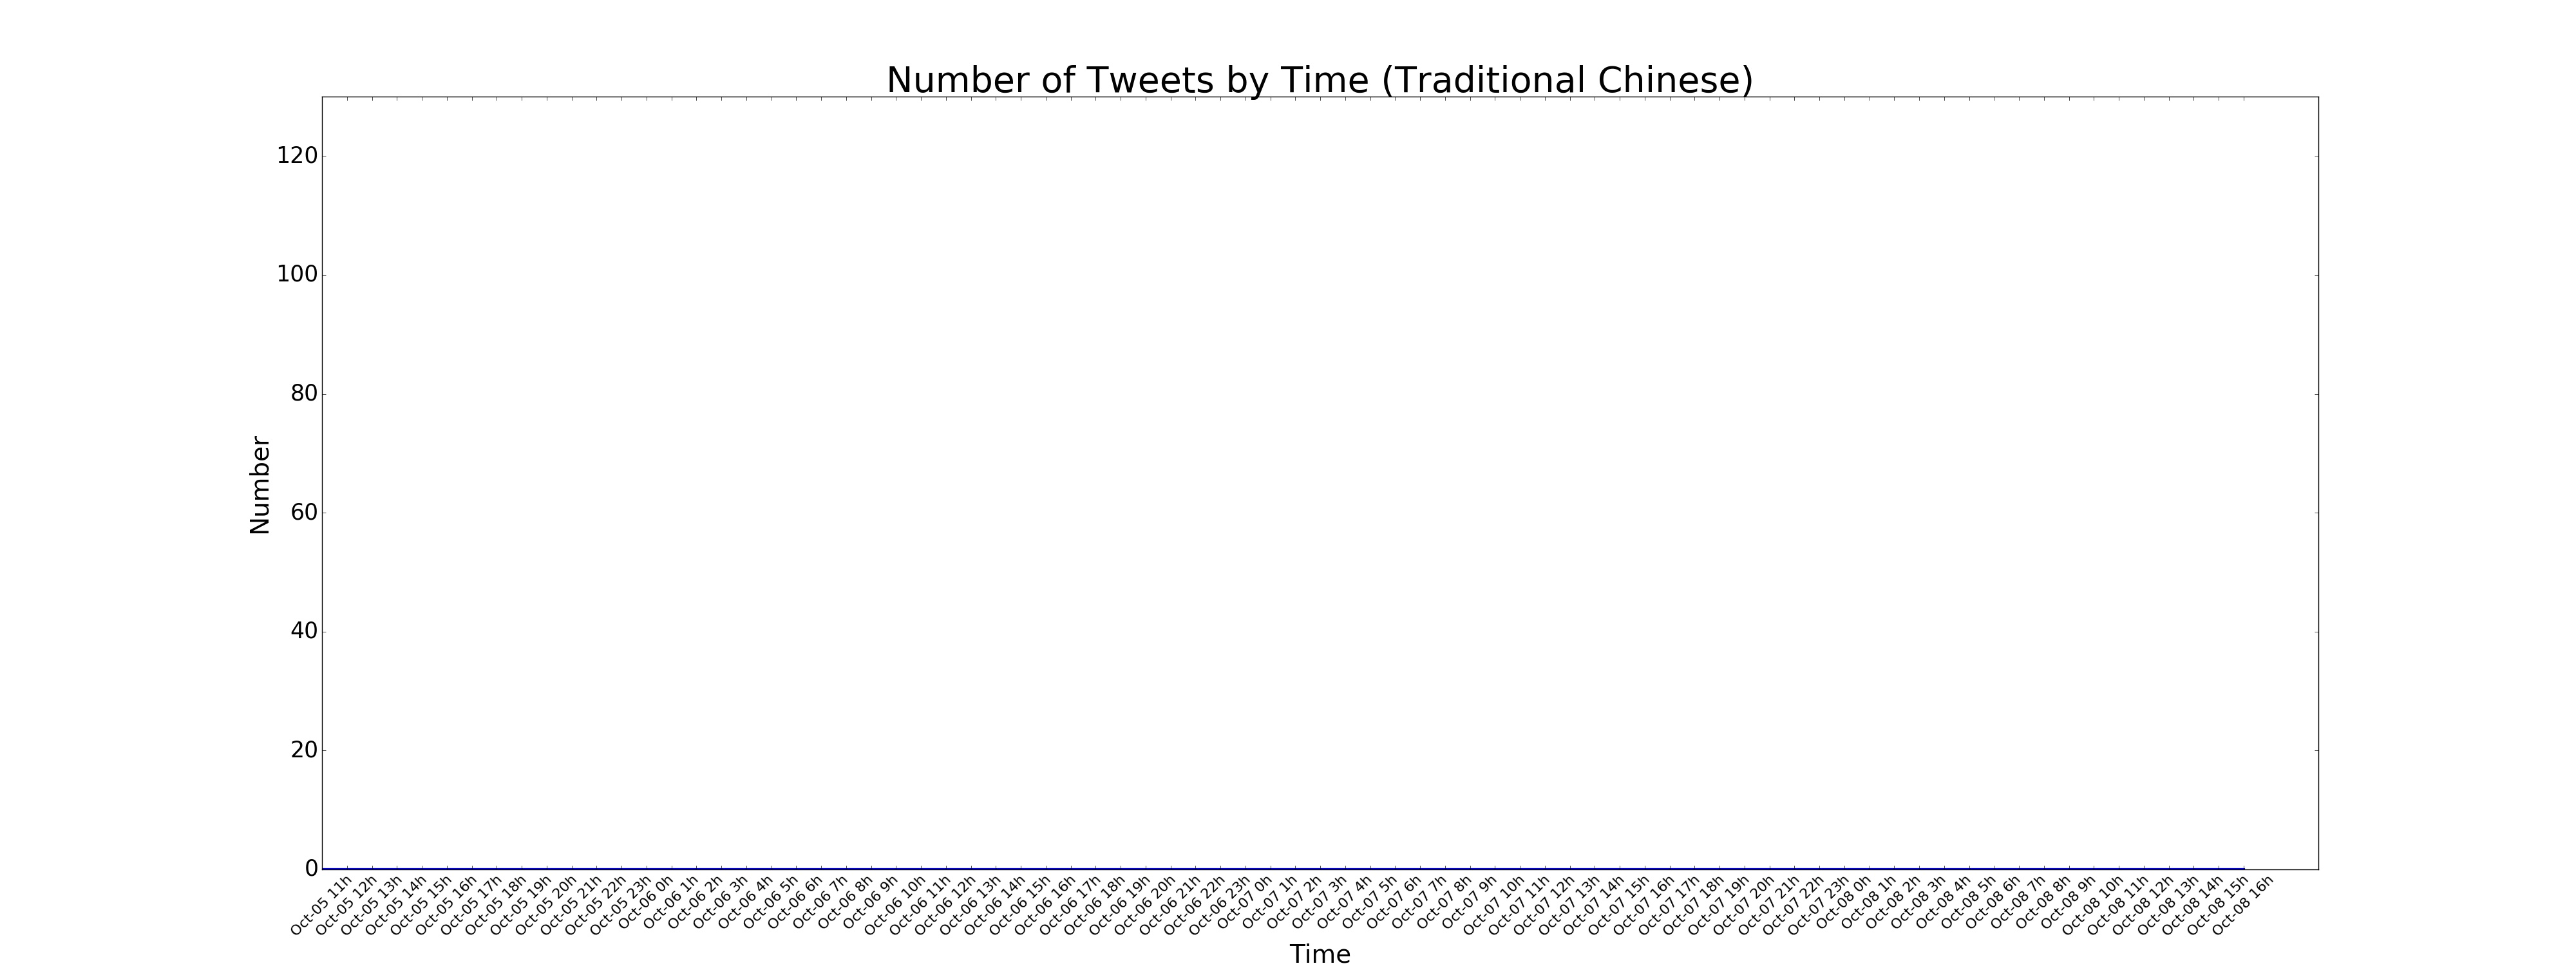 Number of Tweets by Time (Traditional Chinese)
120
100
80
60
40
20
0
Number
Oct-05 11h
Oct-05 12h
Oct-05 13h
Oct-05 14h
Oct-05 15h
Oct-05 16h
Oct-05 17h
Oct-05 18h
Oct-05 19h
Oct-05 20h
Oct-05 21h
Oct-05 22h
Oct-05 23h
Oct-06 0h
Oct-06 1h
Oct-06 2h
Oct-06 3h
Oct-06 4h
Oct-06 5h
Oct-06 6h
Oct-06 7h
Oct-06 8h
Oct-06 9h
Oct-06 10h
Oct-06 11h
Oct-06 12h
Oct-06 13h
Oct-06 14h
Oct-06 15h
Oct-06 16h
Oct-06 17h
Oct-06 18h
Oct-06 19h
Oct-06 20h
Oct-06 21h
Oct-06 22h
Oct-06 23h
Oct-07 0h
Oct-07 1h
Oct-07 2h
Oct-07 3h
Oct-07 4h
Oct-07 5h
Oct-07 6h
Oct-07 7h
Oct-07 8h
Oct-07 9h
Oct-07 10h
Oct-07 11h
Oct-07 12h
Oct-07 13h
Oct-07 14h
Oct-07 15h
Oct-07 16h
Oct-07 17h
Oct-07 18h
Oct-07 19h
Oct-07 20h
Oct-07 21h
Oct-07 22h
Oct-07 23h
Oct-08 0h
Oct-08 1h
Oct-08 2h
Oct-08 3h
Oct-08 4h
Oct-08 5h
Oct-08 6h
Oct-08 7h
Oct-08 8h
Oct-08 9h
Oct-08 10h
Oct-08 11h
Oct-08 12h
Oct-08 13h
Oct-08 14h
Oct-08 15h
Oct-08 16h
Time